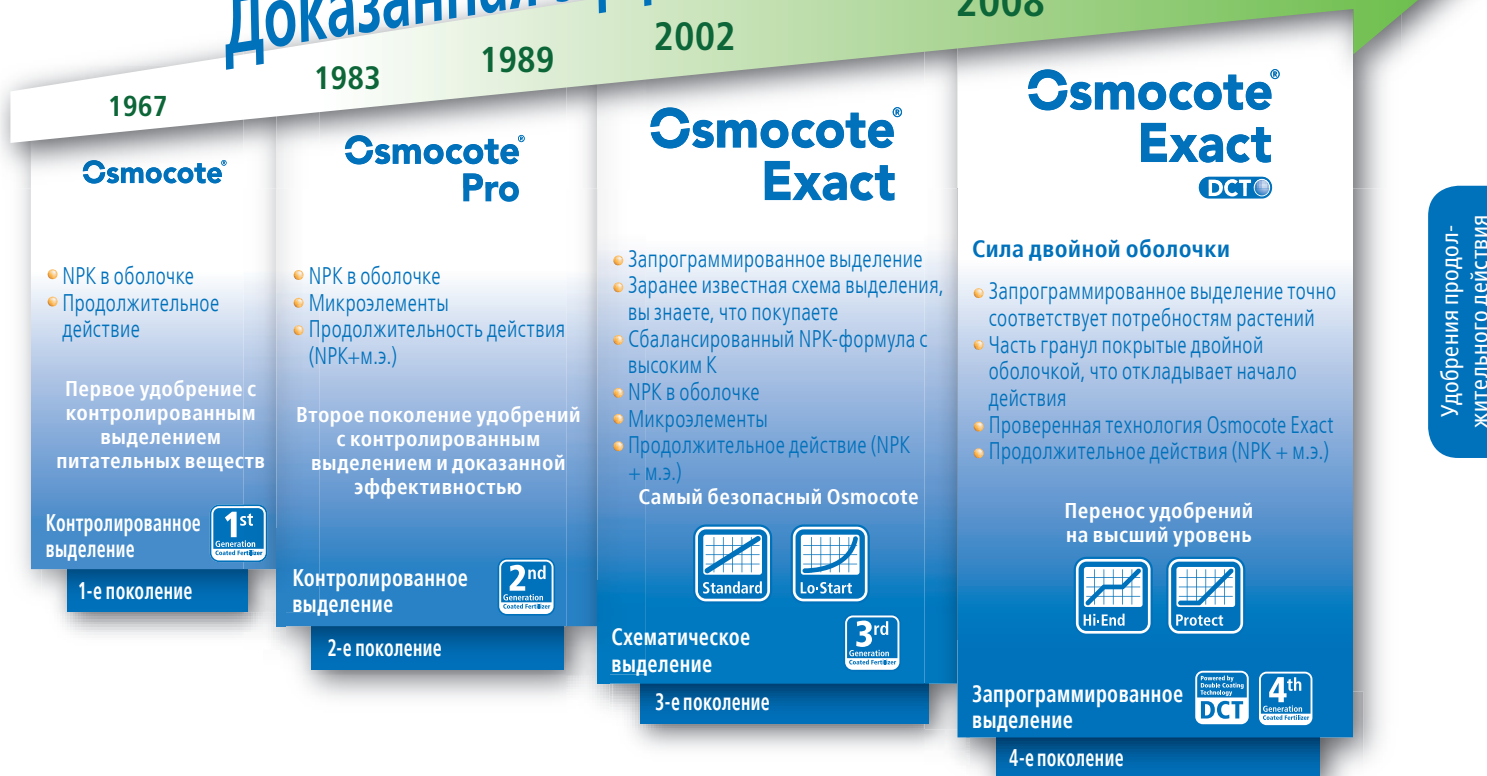 Доказанная
1967
1983
1989
2002
2008
Osmocote®
NPK в оболочке
Продолжительное
действие
Первое удобрение с
контролированным
выделением
питательных веществ
Контролированное
выделение
1st
Generation
Coated Fertilizer
1-е поколение
Osmocote®
Pro
NPK в оболочке
Микроэлементы
Продолжительность действия
(NPK+м.э.)
Второе поколение удобрений
с контролированным
выделением и доказанной
эффективностью
Контролированное
выделение
2nd
Generation
Coated Fertilizer
2-е поколение
Osmocote®
Exact
Запрограммированное выделение
Заранее известная схема выделения,
вы знаете, что покупаете
Сбалансированный NPK-формула с
высоким К
NPK в оболочке
Микроэлементы
Продолжительное действие (NPK
+ м.э.)
Самый безопасный Osmocote
Standard
Lo·Start
Схематическое
выделение
3rd
Generation
Coated Fertilizer
3-е поколение
Osmocote®
Exact
DCT
Сила двойной оболочки
Запрограммированное выделение точно
соответствует потребностям растений
Часть гранул покрытые двойной
оболочкой, что откладывает начало
действия
Проверенная технология Osmocote Exact
Продолжительное действия (NPK + м.э.)
Перенос удобрений
на высший уровень
Hi·End
Protect
Запрограммированное
выделение
Powered by
Double Coating
Technology
DCT
4th
Generation
Coated Fertilizer
4-е поколение
Удобрения продол-
жительного действия